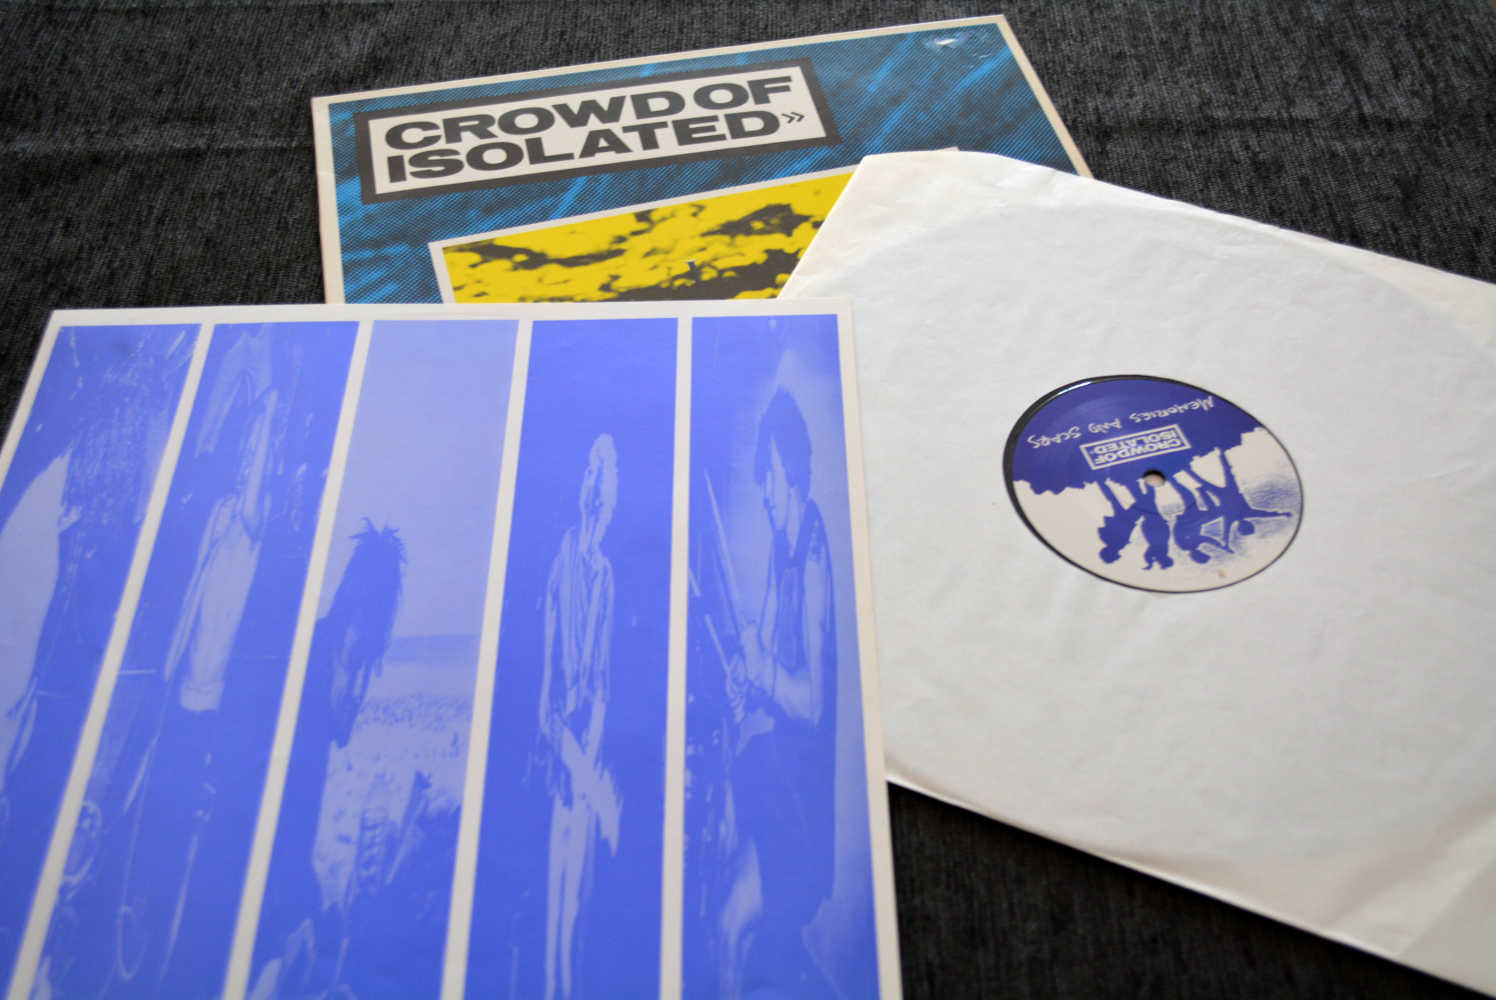 CROWD OF
ISOLATED»
MEMORIES AND SCARS
CROWD OF
ISOLATED»